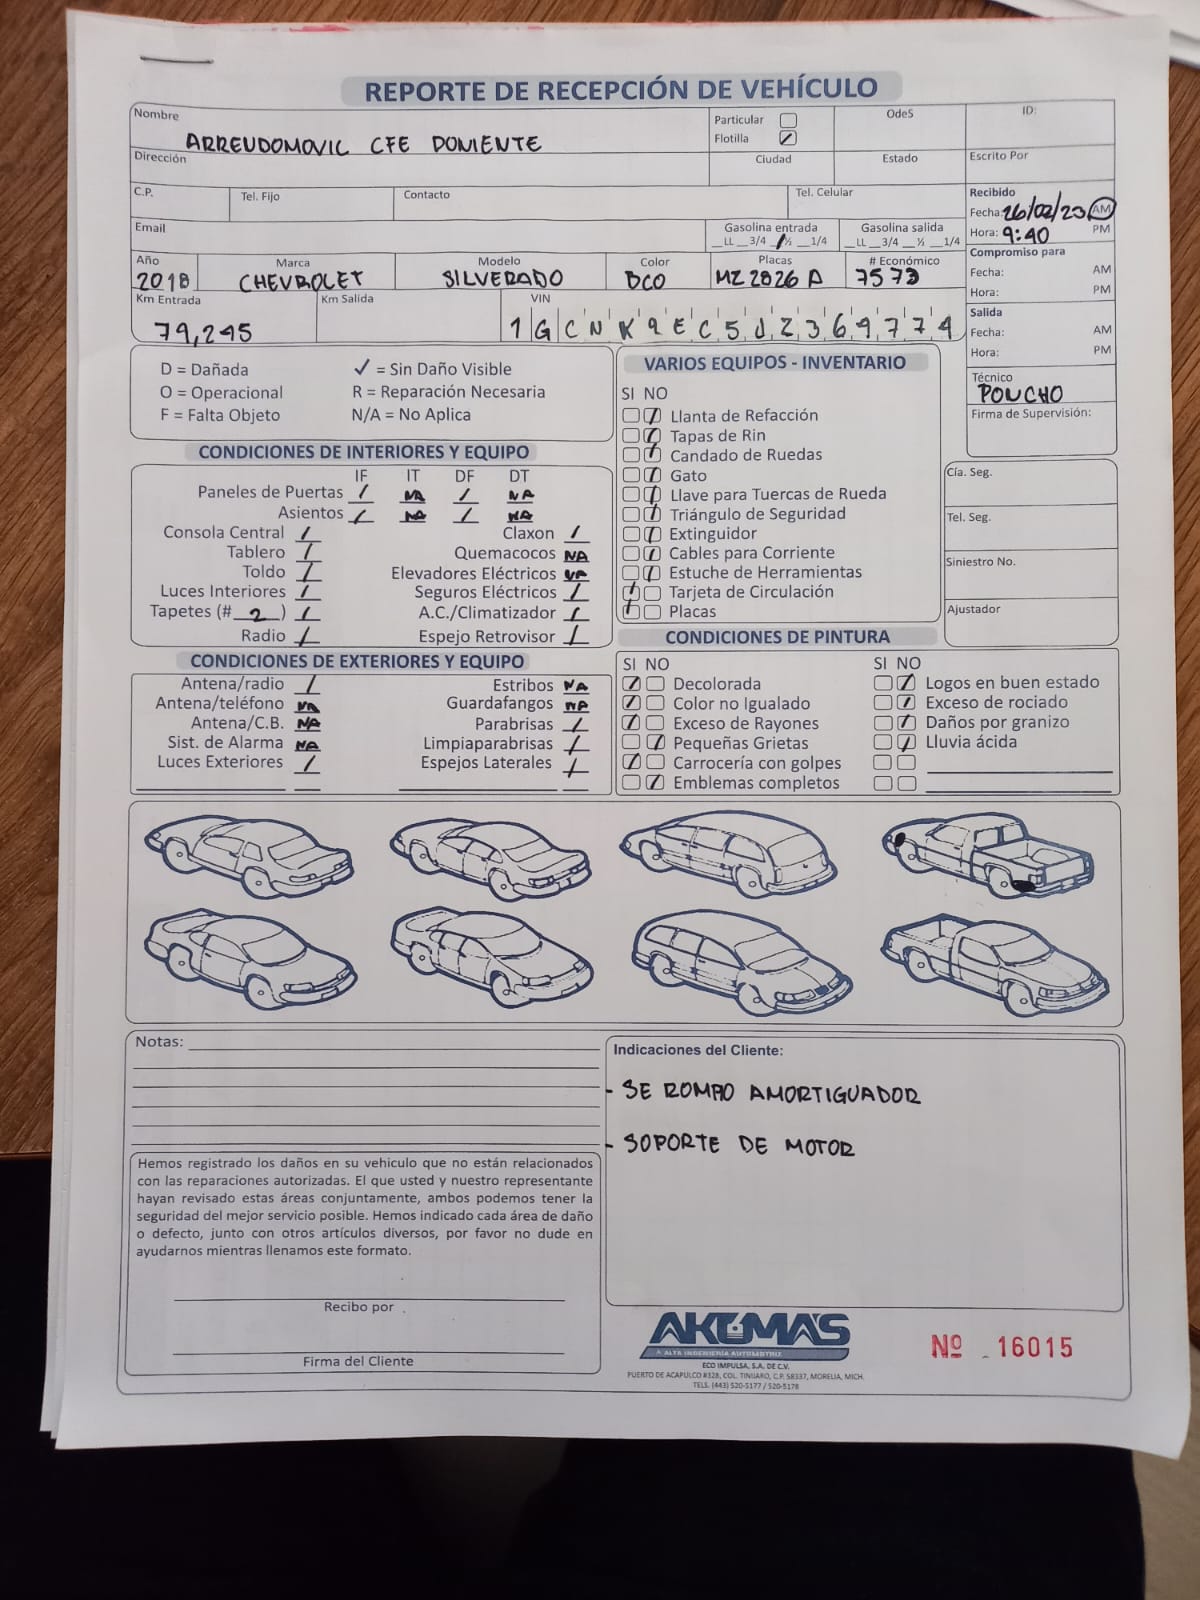 REPORTE DE RECEPCIÓN DE VEHÍCULO
Nombre
ARRENDOMOVIL CFE PONIENTE
Particular
Flotilla ✓
OdeS
ID:
Dirección
Ciudad
Estado
Escrito Por
C.P.
Tel. Fijo
Contacto
Tel. Celular
Recibido
Fecha: 26/02/20 AM
Hora: 9:40 PM
Email
Gasolina entrada
__LL __3/4 __½ __1/4
Gasolina salida
__LL __3/4 __½ __1/4
Compromiso para
Fecha: AM
Hora: PM
Año
2018
Marca
CHEVROLET
Modelo
SILVERADO
Color
BCO
Placas
MZ2026A
# Económico
7573
Km Entrada
79,295
Km Salida
VIN
1GCNK9EC5JZ369774
Salida
Fecha: AM
Hora: PM
Técnico
PONCHO
Firma de Supervisión:
D = Dañada
✓ = Sin Daño Visible
O = Operacional
R = Reparación Necesaria
F = Falta Objeto
N/A = No Aplica
VARIOS EQUIPOS - INVENTARIO
SI NO
Llanta de Refacción
Tapas de Rin
Candado de Ruedas
Gato
Llave para Tuercas de Rueda
Triángulo de Seguridad
Extinguidor
Cables para Corriente
Estuche de Herramientas
Tarjeta de Circulación
Placas
Cía. Seg.
Tel. Seg.
Siniestro No.
Ajustador
CONDICIONES DE INTERIORES Y EQUIPO
IF IT DF DT
Paneles de Puertas / NA / NA
Asientos / NA / NA
Consola Central /
Claxon /
Tablero /
Quemacocos NA
Toldo /
Elevadores Eléctricos NA
Luces Interiores /
Seguros Eléctricos /
Tapetes (# 2 ) /
A.C./Climatizador /
Radio /
Espejo Retrovisor /
CONDICIONES DE EXTERIORES Y EQUIPO
Antena/radio /
Estribos NA
Antena/teléfono NA
Guardafangos NA
Antena/C.B. NA
Parabrisas /
Sist. de Alarma NA
Limpiaparabrisas /
Luces Exteriores /
Espejos Laterales /
CONDICIONES DE PINTURA
SI NO
SI NO
Decolorada
Logos en buen estado
Color no Igualado
Exceso de rociado
Exceso de Rayones
Daños por granizo
Pequeñas Grietas
Lluvia ácida
Carrocería con golpes
Emblemas completos
Notas:
Indicaciones del Cliente:
- SE ROMPIO AMORTIGUADOR
- SOPORTE DE MOTOR
Hemos registrado los daños en su vehiculo que no están relacionados
con las reparaciones autorizadas. El que usted y nuestro representante
hayan revisado estas áreas conjuntamente, ambos podemos tener la
seguridad del mejor servicio posible. Hemos indicado cada área de daño
o defecto, junto con otros artículos diversos, por favor no dude en
ayudarnos mientras llenamos este formato.
Recibo por
Firma del Cliente
AKUMA'S
ALTA INGENIERÍA AUTOMOTRIZ
ECO IMPULSA, S.A. DE C.V.
PUERTO DE ACAPULCO #328, COL. TINIJARO, C.P. 58337, MORELIA, MICH.
TELS. (443) 520-5177 / 520-5178
Nº 16015